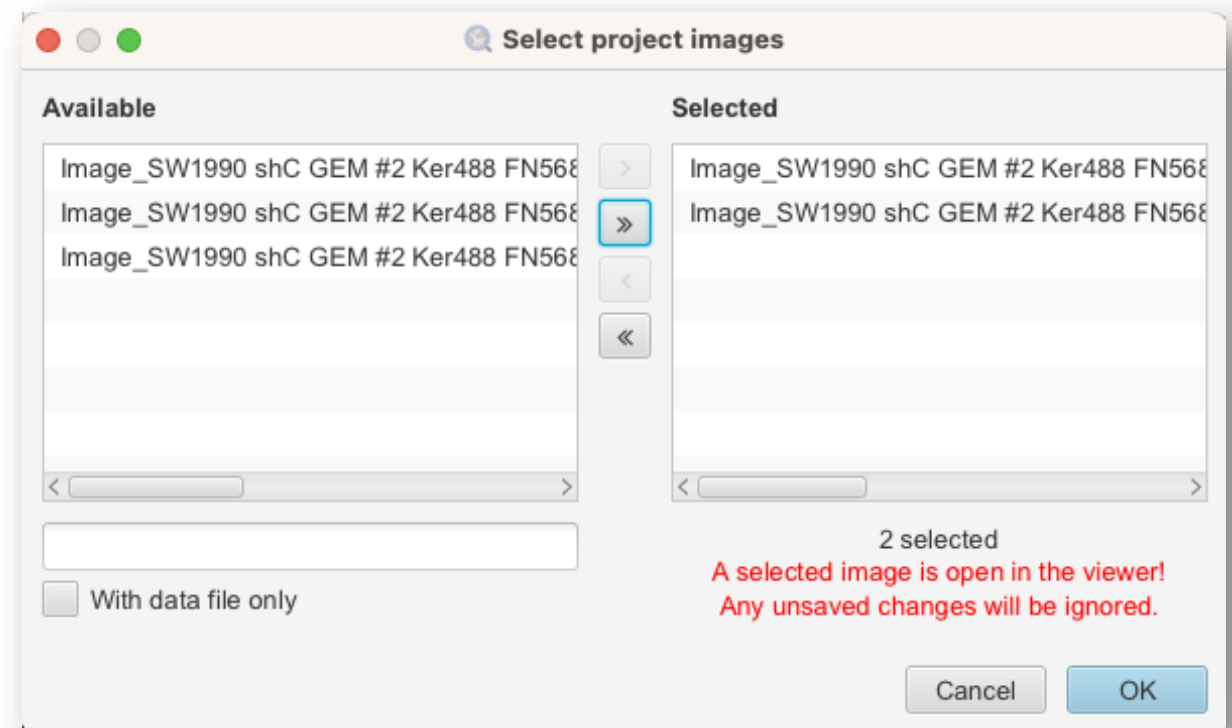 Select project images
Available
Selected
Image_SW1990 shC GEM #2 Ker488 FN568
Image_SW1990 shC GEM #2 Ker488 FN568
Image_SW1990 shC GEM #2 Ker488 FN568
>
»
<
«
Image_SW1990 shC GEM #2 Ker488 FN568
Image_SW1990 shC GEM #2 Ker488 FN568
With data file only
2 selected
A selected image is open in the viewer!
Any unsaved changes will be ignored.
Cancel
OK